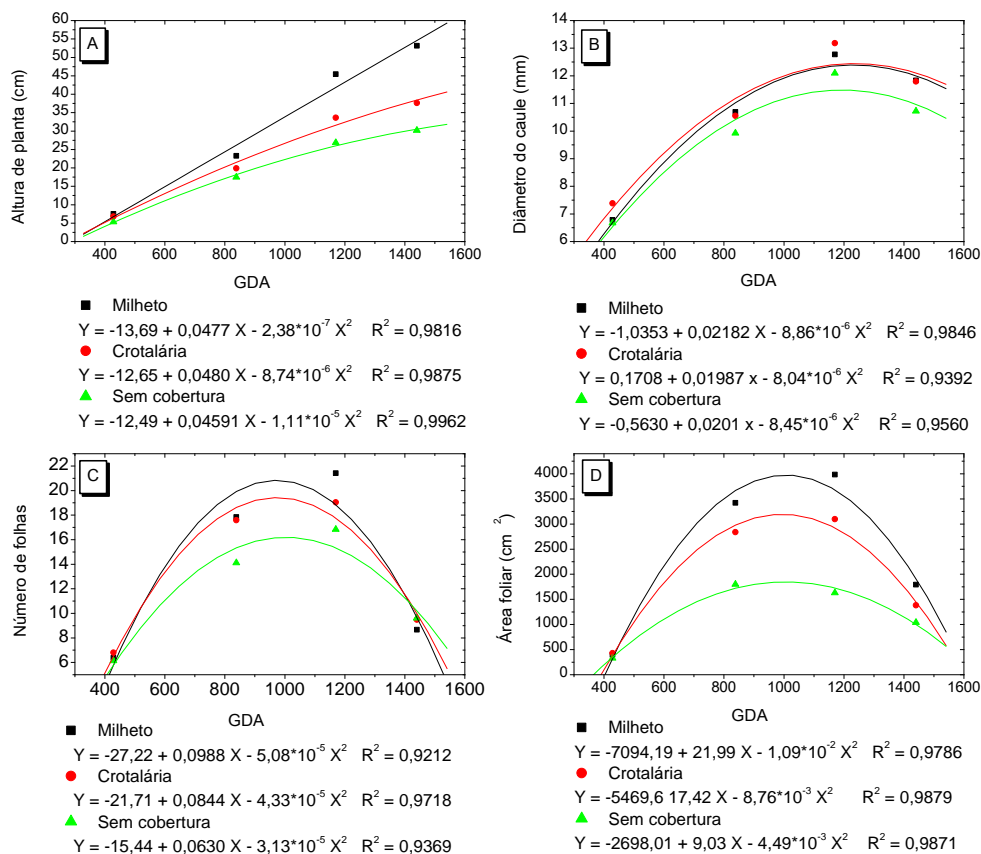 A
Altura de planta (cm)
60
55
50
45
40
35
30
25
20
15
10
5
0
400 600 800 1000 1200 1400 1600
GDA
Milheto
Y = -13,69 + 0,0477 X - 2,38*10⁻⁷ X² R² = 0,9816
Crotalária
Y = -12,65 + 0,0480 X - 8,74*10⁻⁶ X² R² = 0,9875
Sem cobertura
Y = -12,49 + 0,04591 X - 1,11*10⁻⁵ X² R² = 0,9962
B
Diâmetro do caule (mm)
14
13
12
11
10
9
8
7
6
400 600 800 1000 1200 1400 1600
GDA
Milheto
Y = -1,0353 + 0,02182 X - 8,86*10⁻⁶ X² R² = 0,9846
Crotalária
Y = 0,1708 + 0,01987 x - 8,04*10⁻⁶ X² R² = 0,9392
Sem cobertura
Y = -0,5630 + 0,0201 x - 8,45*10⁻⁶ X² R² = 0,9560
C
Número de folhas
22
20
18
16
14
12
10
8
6
400 600 800 1000 1200 1400 1600
GDA
Milheto
Y = -27,22 + 0,0988 X - 5,08*10⁻⁵ X² R² = 0,9212
Crotalária
Y = -21,71 + 0,0844 X - 4,33*10⁻⁵ X² R² = 0,9718
Sem cobertura
Y = -15,44 + 0,0630 X - 3,13*10⁻⁵ X² R² = 0,9369
D
Área foliar (cm ²)
4000
3500
3000
2500
2000
1500
1000
500
0
400 600 800 1000 1200 1400 1600
GDA
Milheto
Y = -7094,19 + 21,99 X - 1,09*10⁻² X² R² = 0,9786
Crotalária
Y = -5469,6 17,42 X - 8,76*10⁻³ X² R² = 0,9879
Sem cobertura
Y = -2698,01 + 9,03 X - 4,49*10⁻³ X² R² = 0,9871